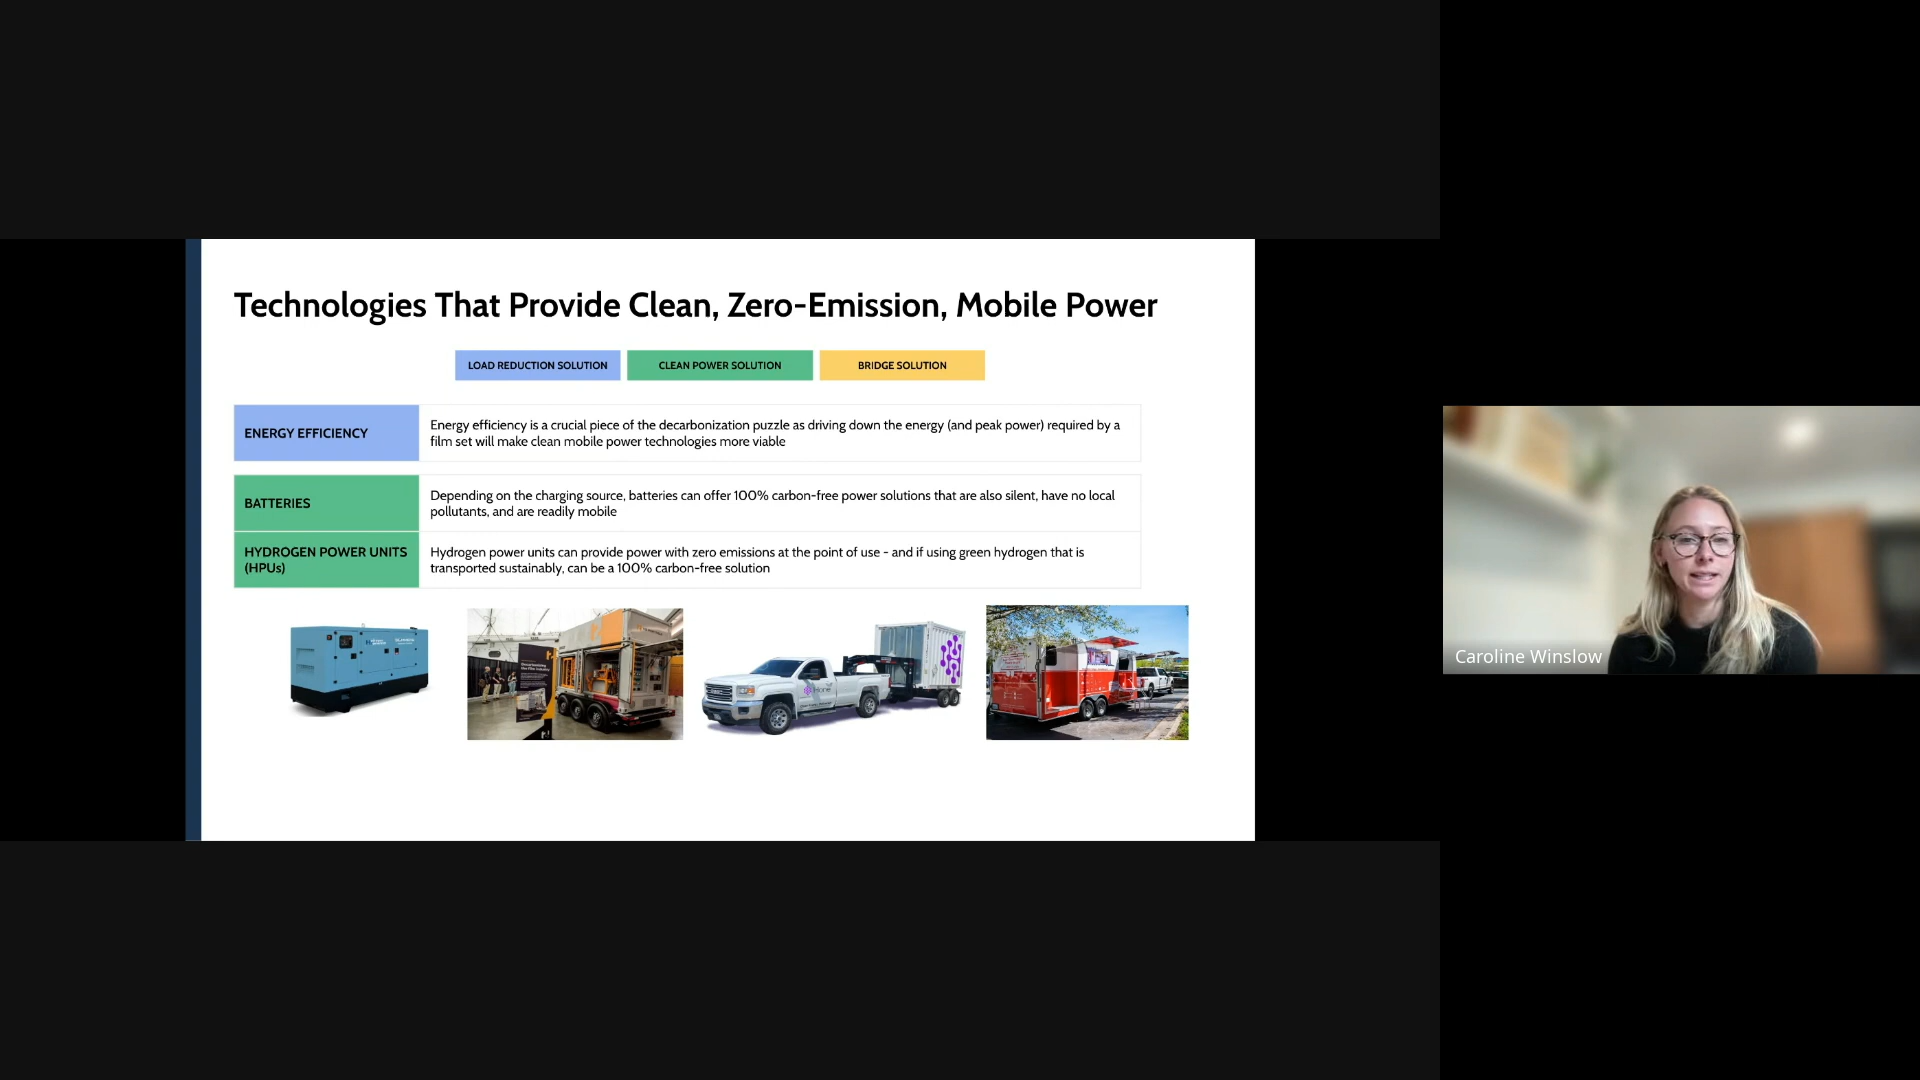 Technologies That Provide Clean, Zero-Emission, Mobile Power
LOAD REDUCTION SOLUTION
CLEAN POWER SOLUTION
BRIDGE SOLUTION
ENERGY EFFICIENCY
Energy efficiency is a crucial piece of the decarbonization puzzle as driving down the energy (and peak power) required by a
film set will make clean mobile power technologies more viable
BATTERIES
Depending on the charging source, batteries can offer 100% carbon-free power solutions that are also silent, have no local
pollutants, and are readily mobile
HYDROGEN POWER UNITS
(HPUs)
Hydrogen power units can provide power with zero emissions at the point of use - and if using green hydrogen that is
transported sustainably, can be a 100% carbon-free solution
Caroline Winslow